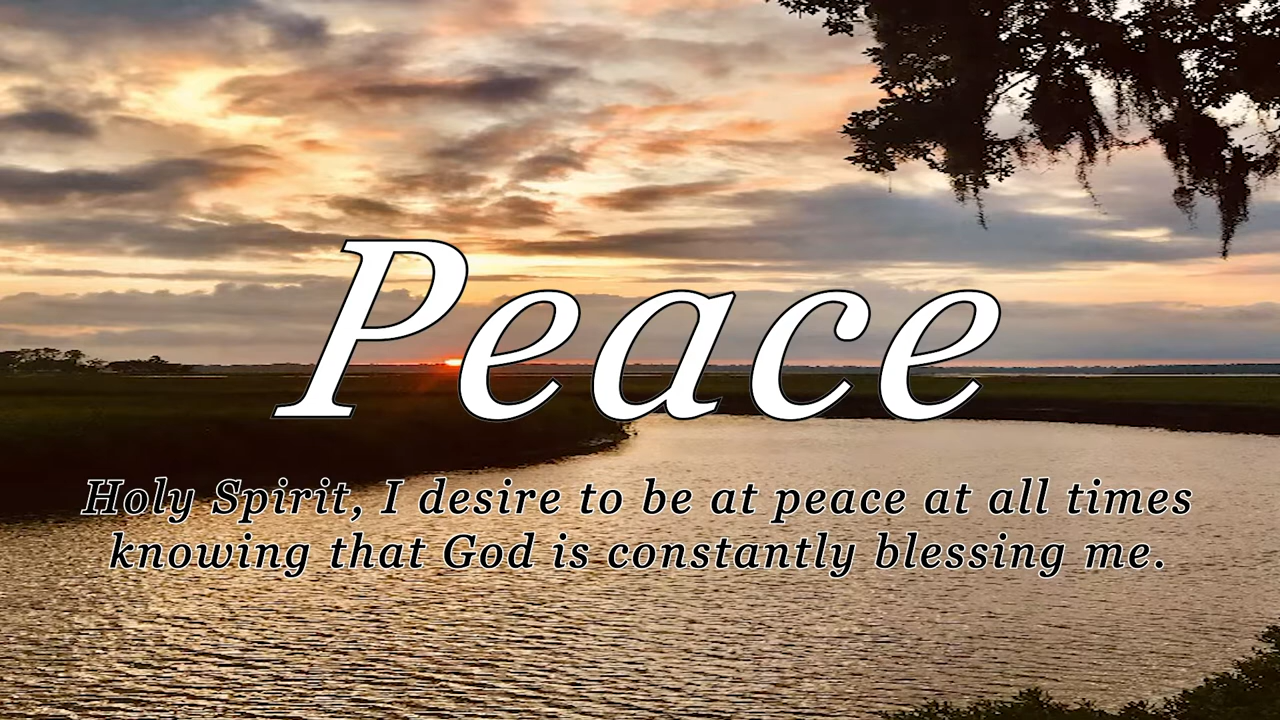 Peace
Holy Spirit, I desire to be at peace at all times
knowing that God is constantly blessing me.